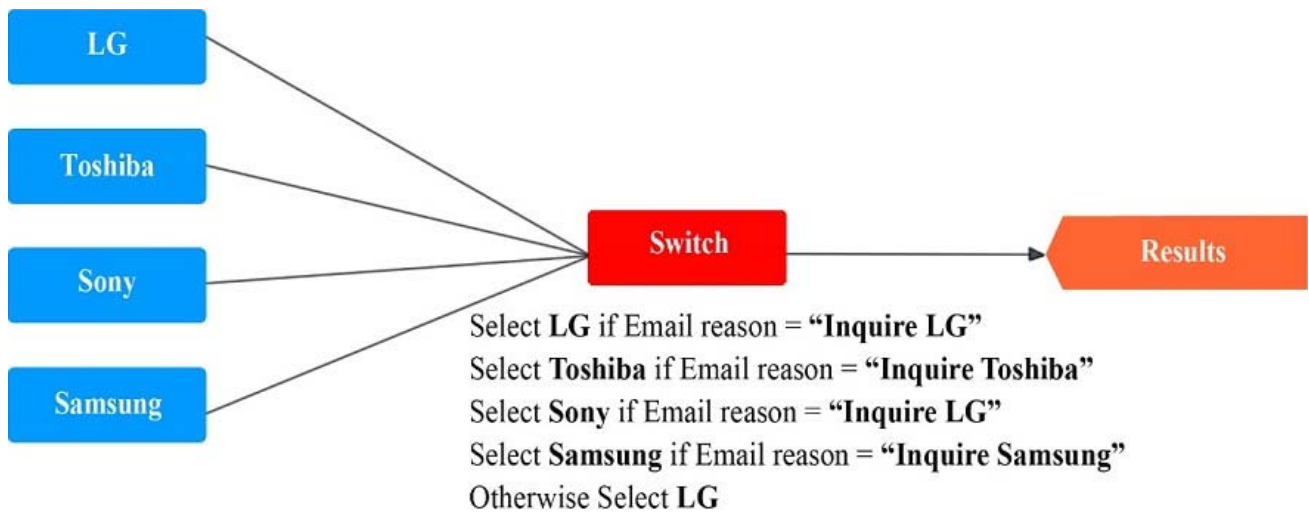 LG
Toshiba
Sony
Samsung
Switch
Results
Select LG if Email reason = “Inquire LG”
Select Toshiba if Email reason = “Inquire Toshiba”
Select Sony if Email reason = “Inquire LG”
Select Samsung if Email reason = “Inquire Samsung”
Otherwise Select LG